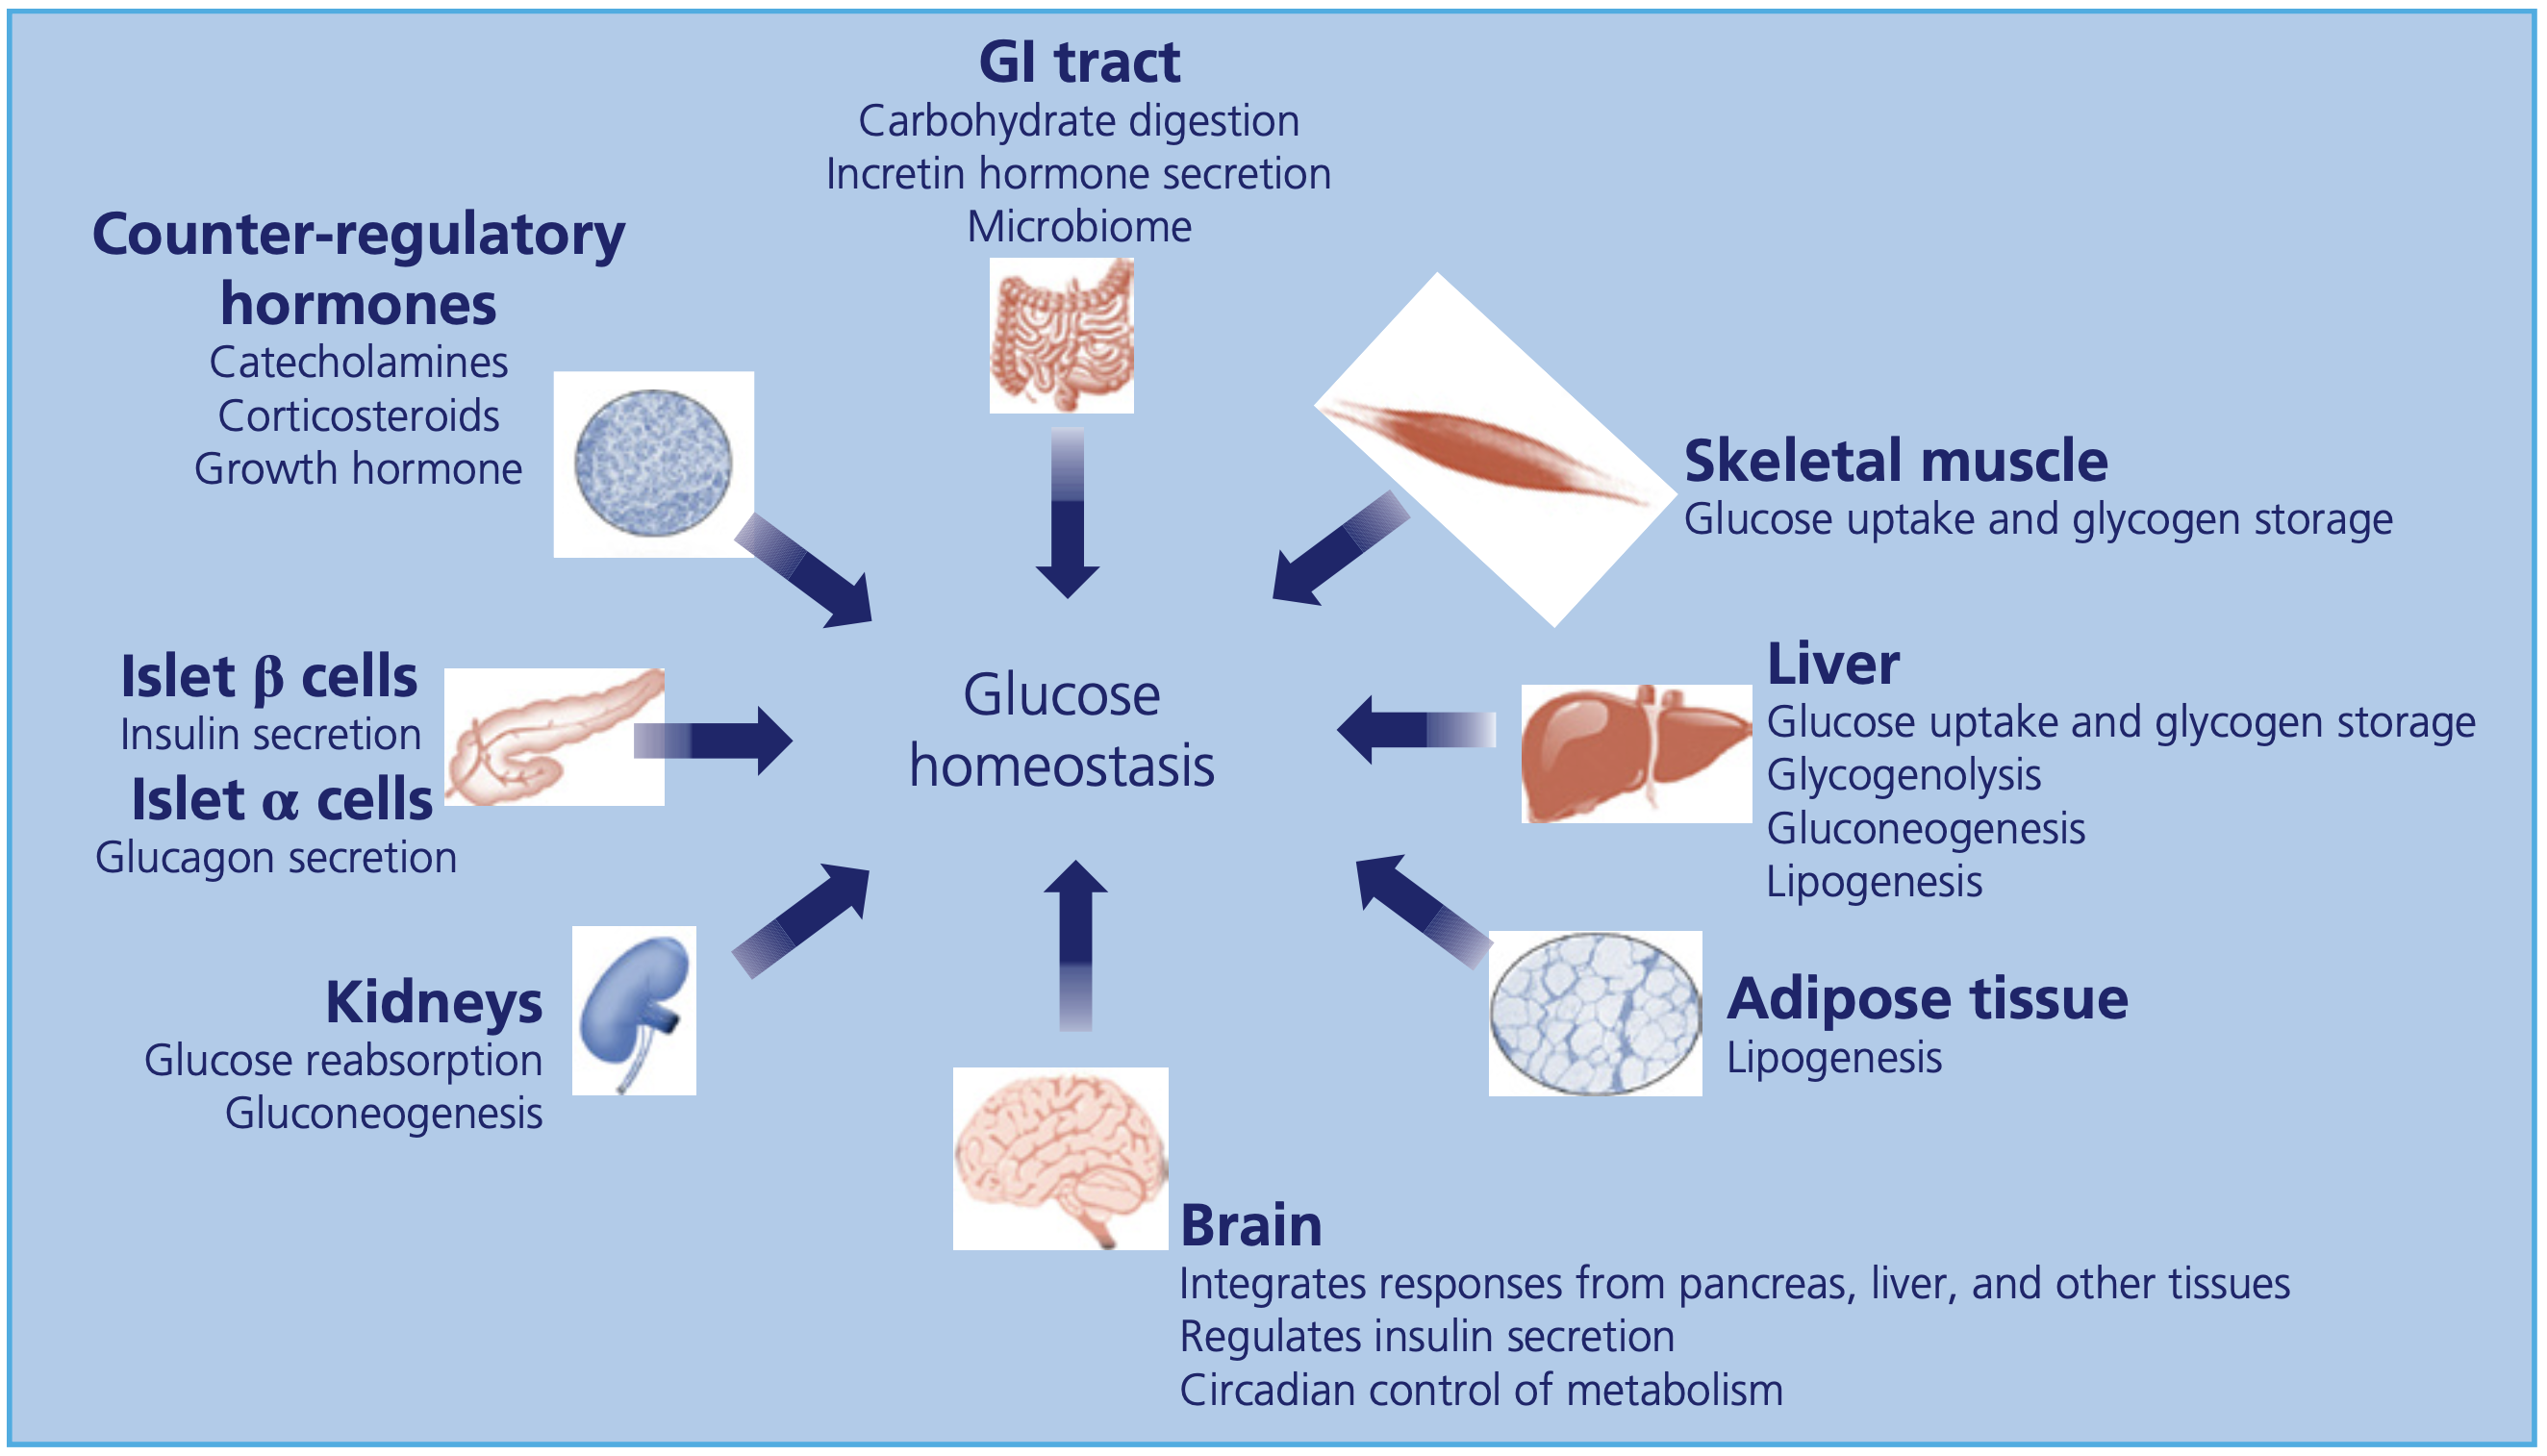 GI tract
Carbohydrate digestion
Incretin hormone secretion
Microbiome
Counter-regulatory
hormones
Catecholamines
Corticosteroids
Growth hormone
Skeletal muscle
Glucose uptake and glycogen storage
Islet β cells
Insulin secretion
Islet α cells
Glucagon secretion
Glucose
homeostasis
Liver
Glucose uptake and glycogen storage
Glycogenolysis
Gluconeogenesis
Lipogenesis
Kidneys
Glucose reabsorption
Gluconeogenesis
Adipose tissue
Lipogenesis
Brain
Integrates responses from pancreas, liver, and other tissues
Regulates insulin secretion
Circadian control of metabolism